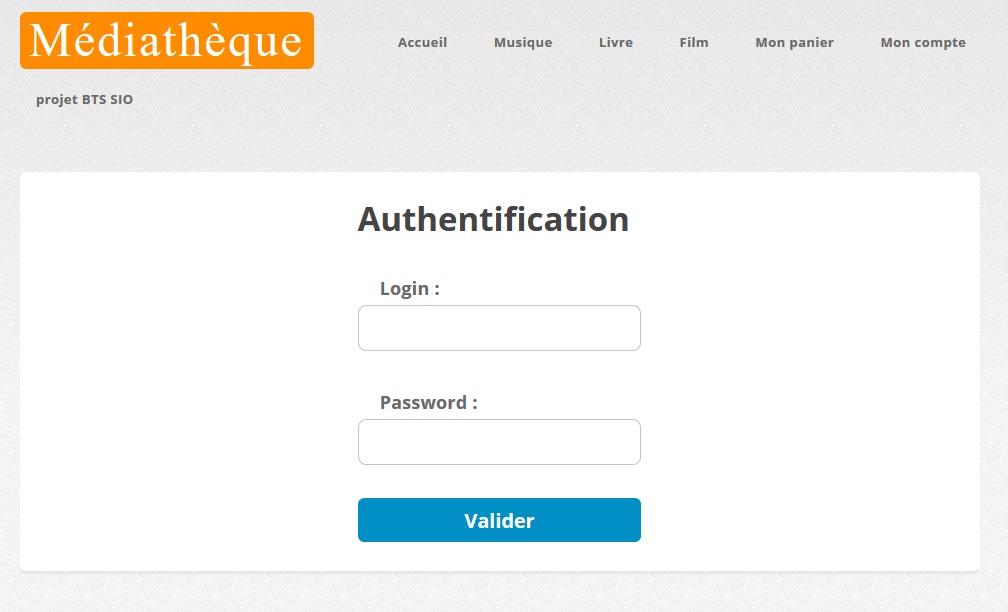 Médiathèque
Accueil Musique Livre Film Mon panier Mon compte
projet BTS SIO
Authentification
Login :
Password :
Valider